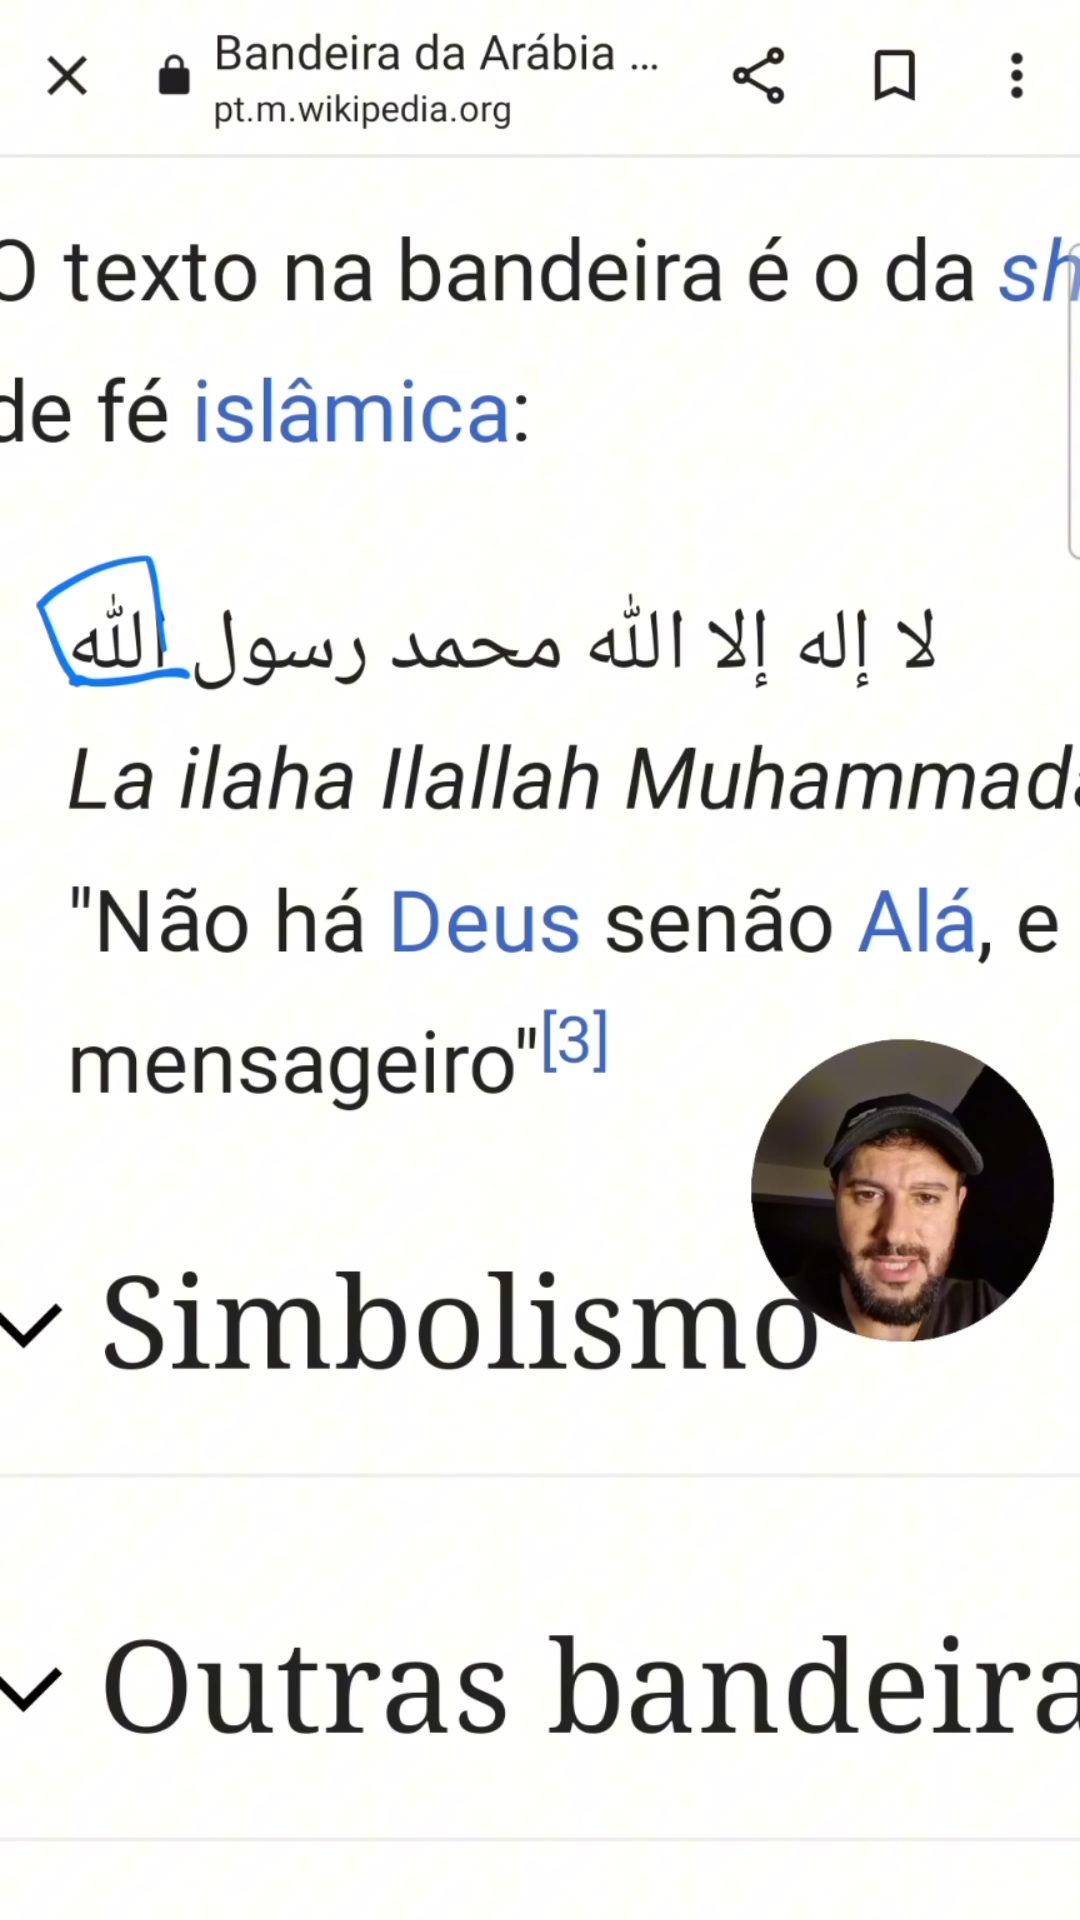 Bandeira da Arábia ...
pt.m.wikipedia.org
O texto na bandeira é o da sh
de fé islâmica:
لا إله إلا الله محمد رسول الله
La ilaha Ilallah Muhammada
"Não há Deus senão Alá, e
mensageiro"[3]
Simbolismo
Outras bandeira